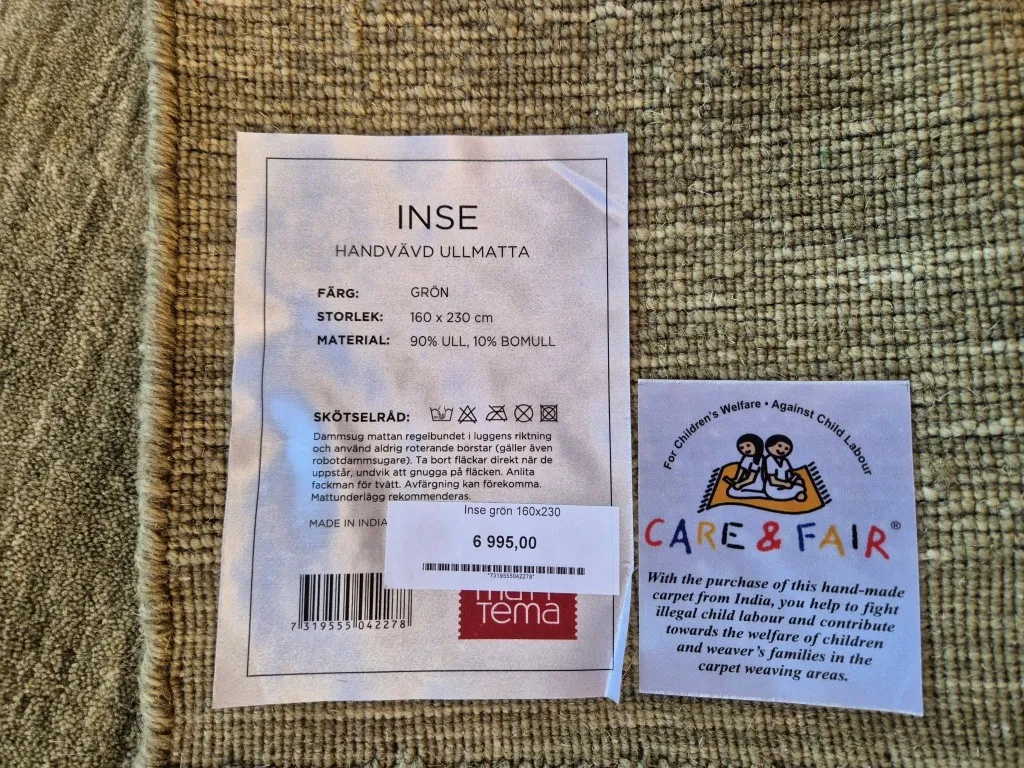 INSE
HANDVÄVD ULLMATTA
FÄRG: GRÖN
STORLEK: 160 x 230 cm
MATERIAL: 90% ULL, 10% BOMULL
SKÖTSELRÅD:
Dammsug mattan regelbundet i luggens riktning
och använd aldrig roterande borstar (gäller även
robotdammsugare). Ta bort fläckar direkt när de
uppstår, undvik att gnugga på fläcken. Anlita
fackman för tvätt. Avfärgning kan förekomma.
Mattunderlägg rekommenderas.
MADE IN INDIA
Inse grön 160x230
6 995,00
*7319555042278*
7 319555 042278
tema
For Children's Welfare • Against Child Labour
CARE & FAIR®
With the purchase of this hand-made
carpet from India, you help to fight
illegal child labour and contribute
towards the welfare of children
and weaver's families in the
carpet weaving areas.